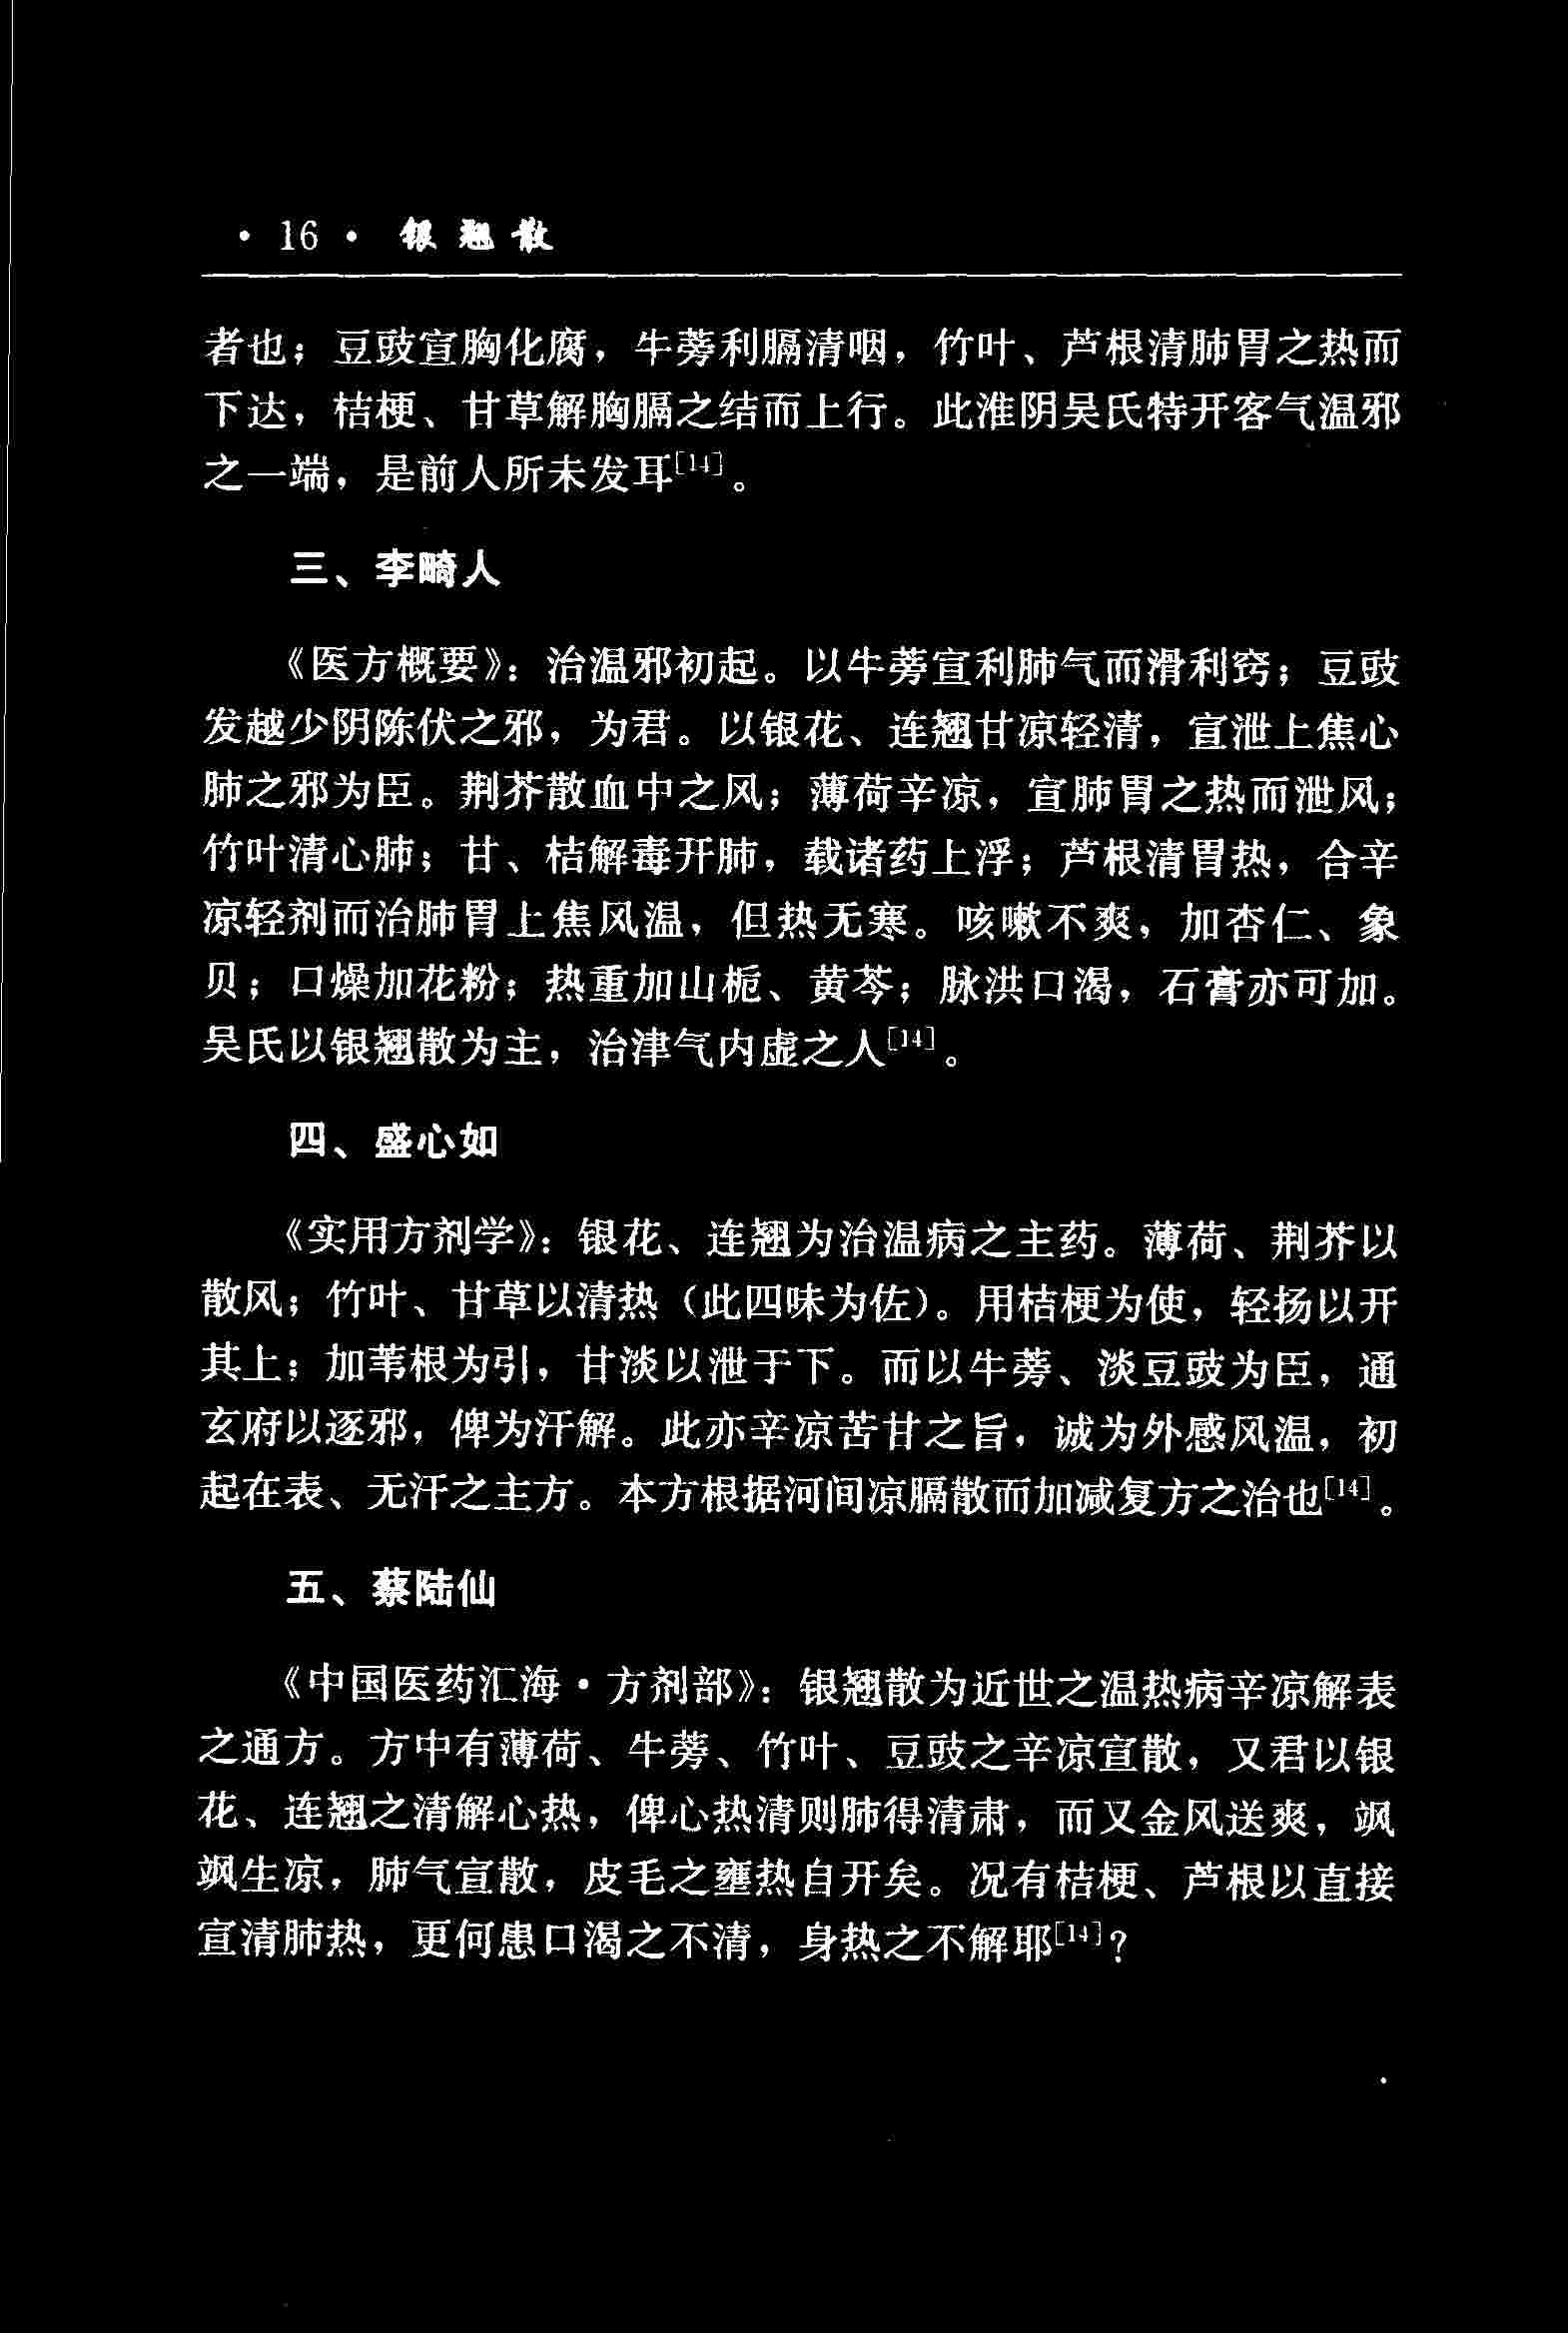 · 16 · 银翘散
者也；豆豉宣胸化腐，牛蒡利膈清咽，竹叶、芦根清肺胃之热而
下达，桔梗、甘草解胸膈之结而上行。此淮阴吴氏特开客气温邪
之一端，是前人所未发耳[14]。
三、李畴人
《医方概要》：治温邪初起。以牛蒡宣利肺气而滑利窍；豆豉
发越少阴陈伏之邪，为君。以银花、连翘甘凉轻清，宣泄上焦心
肺之邪为臣。荆芥散血中之风；薄荷辛凉，宣肺胃之热而泄风；
竹叶清心肺；甘、桔解毒开肺，载诸药上浮；芦根清胃热，合辛
凉轻剂而治肺胃上焦风温，但热无寒。咳嗽不爽，加杏仁、象
贝；口燥加花粉；热重加山栀、黄芩；脉洪口渴，石膏亦可加。
吴氏以银翘散为主，治津气内虚之人[14]。
四、盛心如
《实用方剂学》：银花、连翘为治温病之主药。薄荷、荆芥以
散风；竹叶、甘草以清热（此四味为佐）。用桔梗为使，轻扬以开
其上；加苇根为引，甘淡以泄于下。而以牛蒡、淡豆豉为臣，通
玄府以逐邪，俾为汗解。此亦辛凉苦甘之旨，诚为外感风温，初
起在表、无汗之主方。本方根据河间凉膈散而加减复方之治也[14]。
五、蔡陆仙
《中国医药汇海·方剂部》：银翘散为近世之温热病辛凉解表
之通方。方中有薄荷、牛蒡、竹叶、豆豉之辛凉宣散，又君以银
花、连翘之清解心热，俾心热清则肺得清肃，而又金风送爽，飒
飒生凉，肺气宣散，皮毛之壅热自开矣。况有桔梗、芦根以直接
宣清肺热，更何患口渴之不清，身热之不解耶[14]？